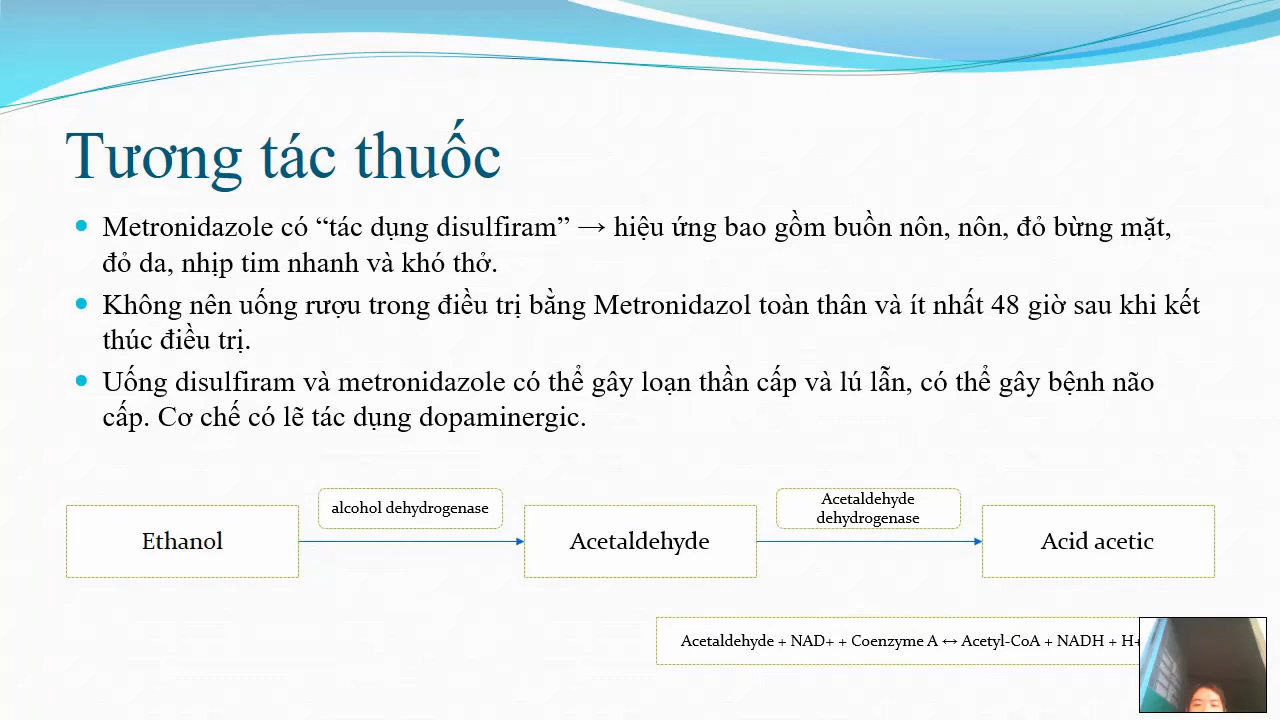 Tương tác thuốc
Metronidazole có “tác dụng disulfiram” → hiệu ứng bao gồm buồn nôn, nôn, đỏ bừng mặt,
đỏ da, nhịp tim nhanh và khó thở.
Không nên uống rượu trong điều trị bằng Metronidazol toàn thân và ít nhất 48 giờ sau khi kết
thúc điều trị.
Uống disulfiram và metronidazole có thể gây loạn thần cấp và lú lẫn, có thể gây bệnh não
cấp. Cơ chế có lẽ tác dụng dopaminergic.
Ethanol
alcohol dehydrogenase
Acetaldehyde
Acetaldehyde
dehydrogenase
Acid acetic
Acetaldehyde + NAD+ + Coenzyme A ↔ Acetyl-CoA + NADH + H+